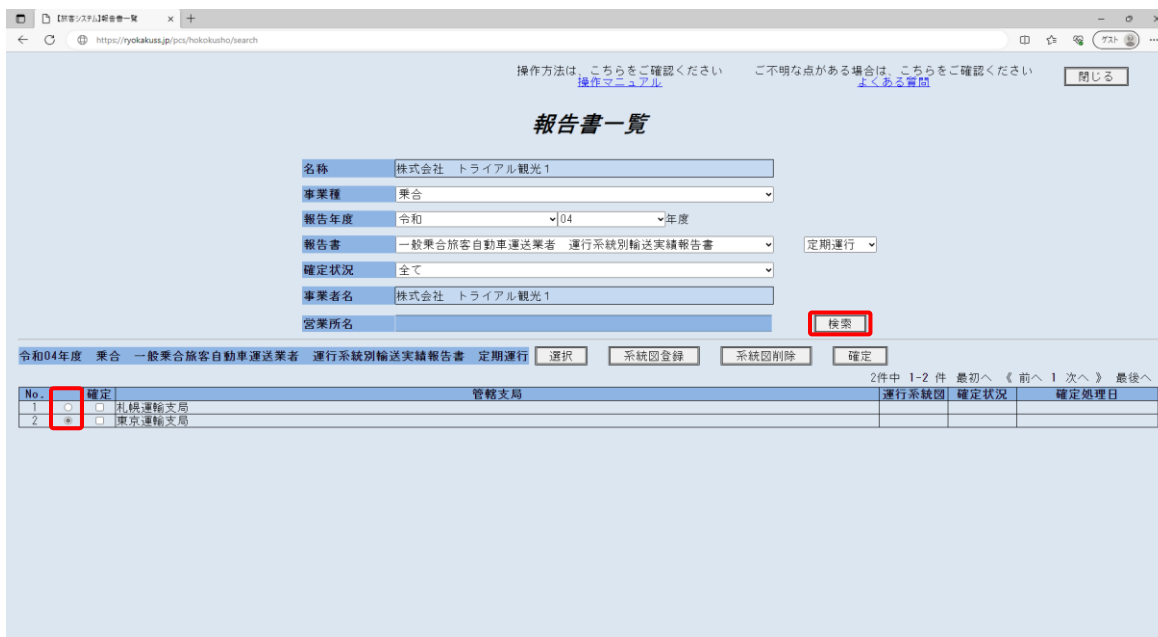 【旅客システム】報告書一覧
https://ryokakuss.jp/pcs/hokokusho/search
ゲスト
操作方法は、こちらをご確認ください ご不明な点がある場合は、こちらをご確認ください
操作マニュアル よくある質問
閉じる
報告書一覧
名称 株式会社 トライアル観光1
事業種 乗合
報告年度 令和 04 年度
報告書 一般乗合旅客自動車運送業者 運行系統別輸送実績報告書 定期運行
確定状況 全て
事業者名 株式会社 トライアル観光1
営業所名 検索
令和04年度 乗合 一般乗合旅客自動車運送業者 運行系統別輸送実績報告書 定期運行 選択 系統図登録 系統図削除 確定
2件中 1-2 件 最初へ 《 前へ 1 次へ 》 最後へ
No. 確定 管轄支局 運行系統図 確定状況 確定処理日
1 札幌運輸支局
2 東京運輸支局